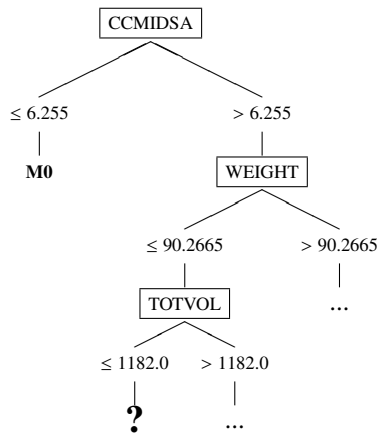 CCMIDSA
≤ 6.255 > 6.255
M0 WEIGHT
≤ 90.2665 > 90.2665
TOTVOL ...
≤ 1182.0 > 1182.0
? ...